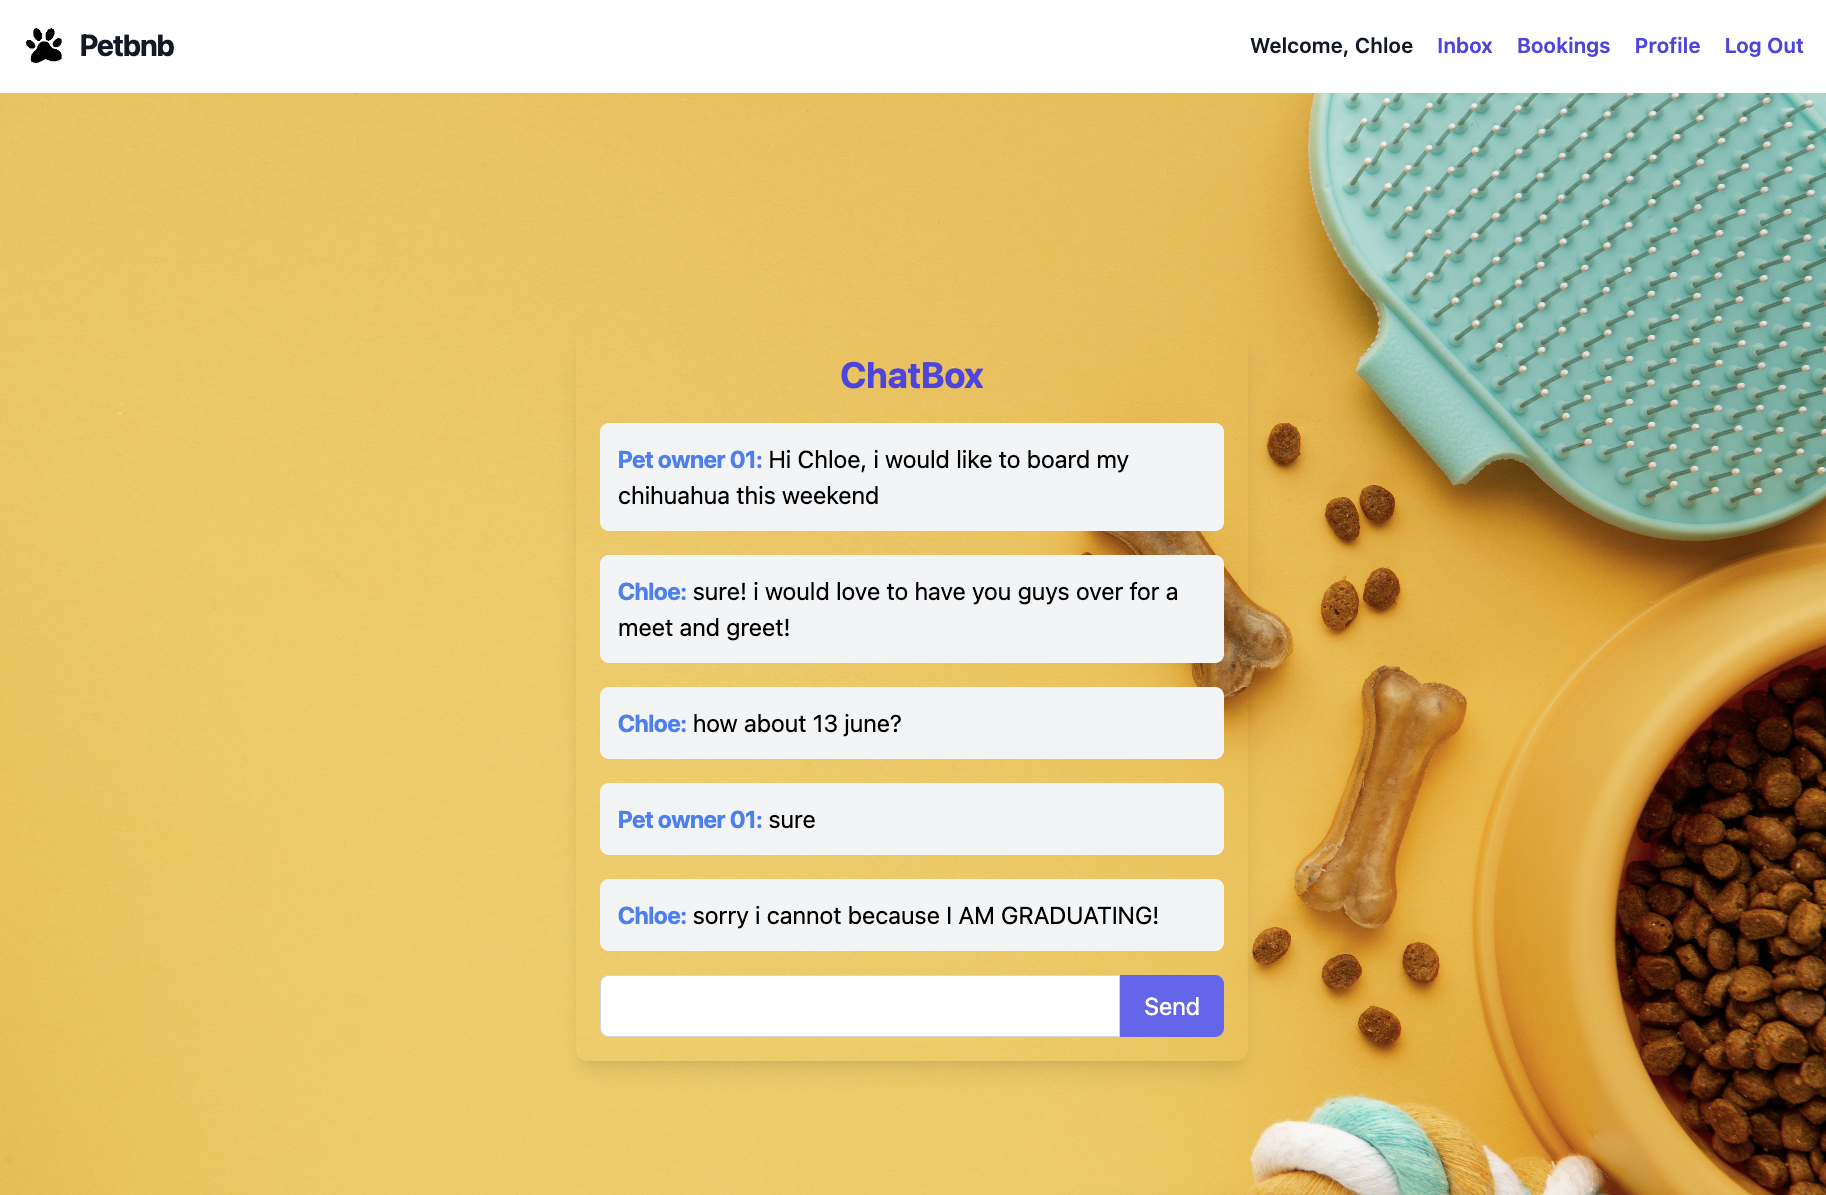 Petbnb
Welcome, Chloe Inbox Bookings Profile Log Out
ChatBox
Pet owner 01: Hi Chloe, i would like to board my
chihuahua this weekend
Chloe: sure! i would love to have you guys over for a
meet and greet!
Chloe: how about 13 june?
Pet owner 01: sure
Chloe: sorry i cannot because I AM GRADUATING!
Send